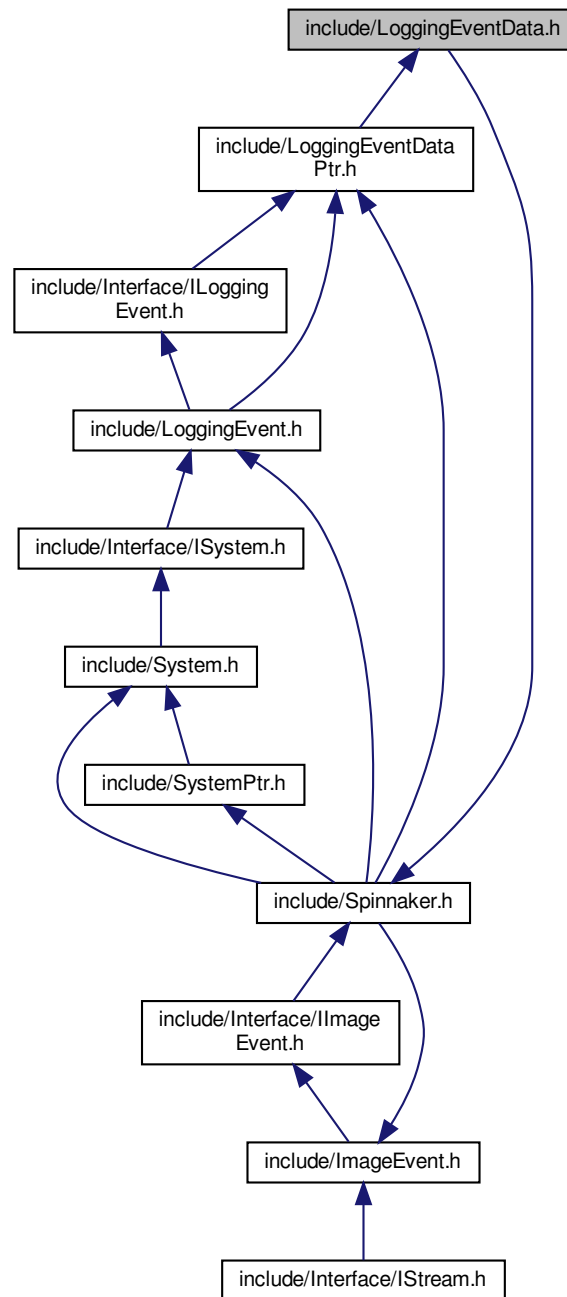 include/LoggingEventData.h
include/LoggingEventData
Ptr.h
include/Interface/ILogging
Event.h
include/LoggingEvent.h
include/Interface/ISystem.h
include/System.h
include/SystemPtr.h
include/Spinnaker.h
include/Interface/IImage
Event.h
include/ImageEvent.h
include/Interface/IStream.h